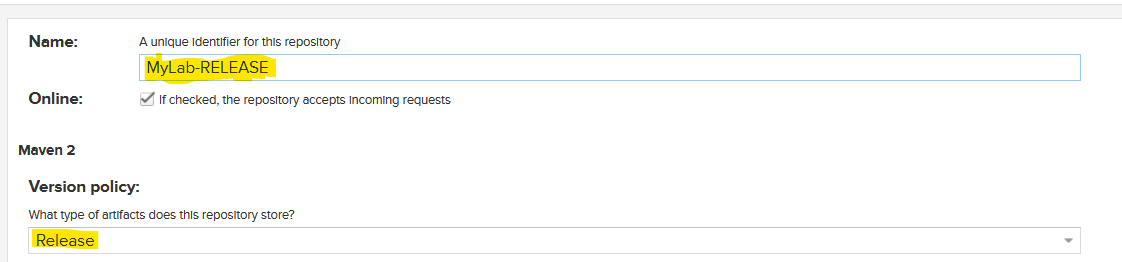 Name: A unique identifier for this repository
MyLab-RELEASE
Online: If checked, the repository accepts incoming requests
Maven 2
Version policy:
What type of artifacts does this repository store?
Release